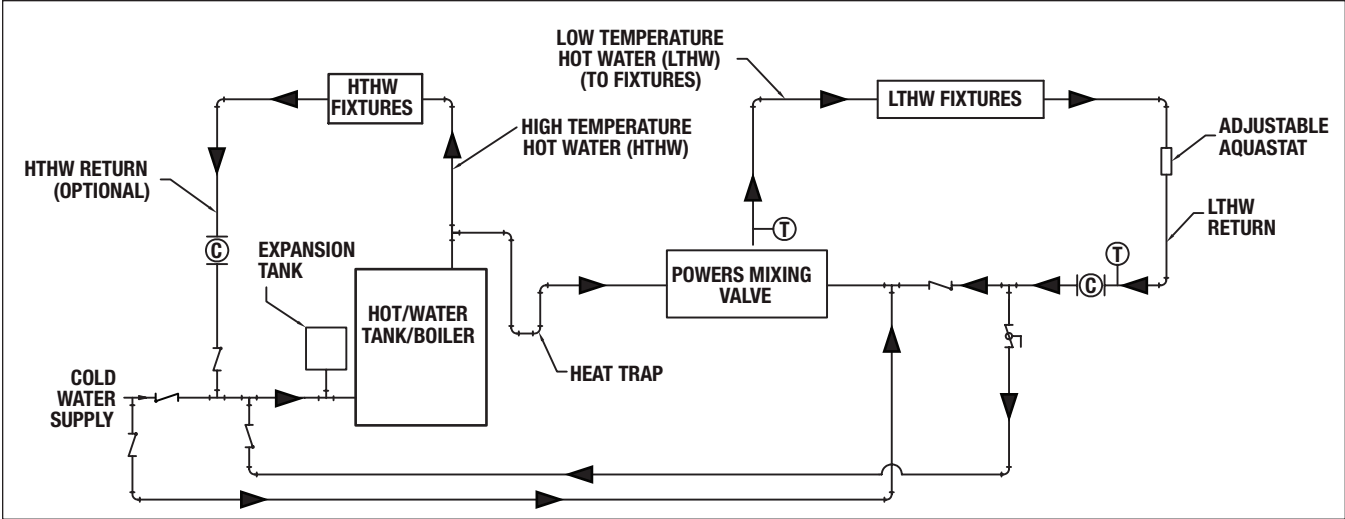 LOW TEMPERATURE
HOT WATER (LTHW)
(TO FIXTURES)
HTHW
FIXTURES
LTHW FIXTURES
HIGH TEMPERATURE
HOT WATER (HTHW)
ADJUSTABLE
AQUASTAT
HTHW RETURN
(OPTIONAL)
LTHW
RETURN
T
C
EXPANSION
TANK
T
POWERS MIXING
VALVE
C
HOT/WATER
TANK/BOILER
HEAT TRAP
COLD
WATER
SUPPLY